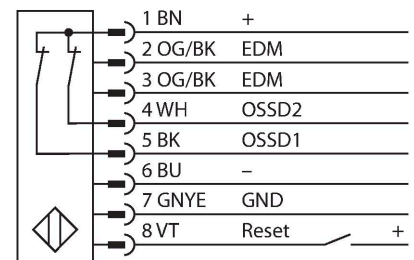 1 BN +
2 OG/BK EDM
3 OG/BK EDM
4 WH OSSD2
5 BK OSSD1
6 BU –
7 GNYE GND
8 VT Reset +